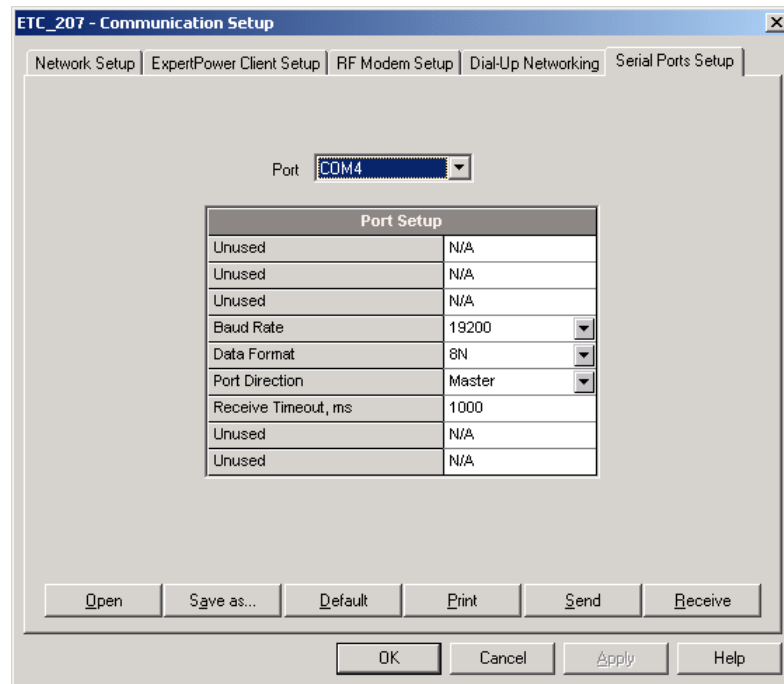 ETC_207 - Communication Setup
Network Setup ExpertPower Client Setup RF Modem Setup Dial-Up Networking Serial Ports Setup
Port COM4
Port Setup
Unused N/A
Unused N/A
Unused N/A
Baud Rate 19200
Data Format 8N
Port Direction Master
Receive Timeout, ms 1000
Unused N/A
Unused N/A
Open Save as... Default Print Send Receive
OK Cancel Apply Help